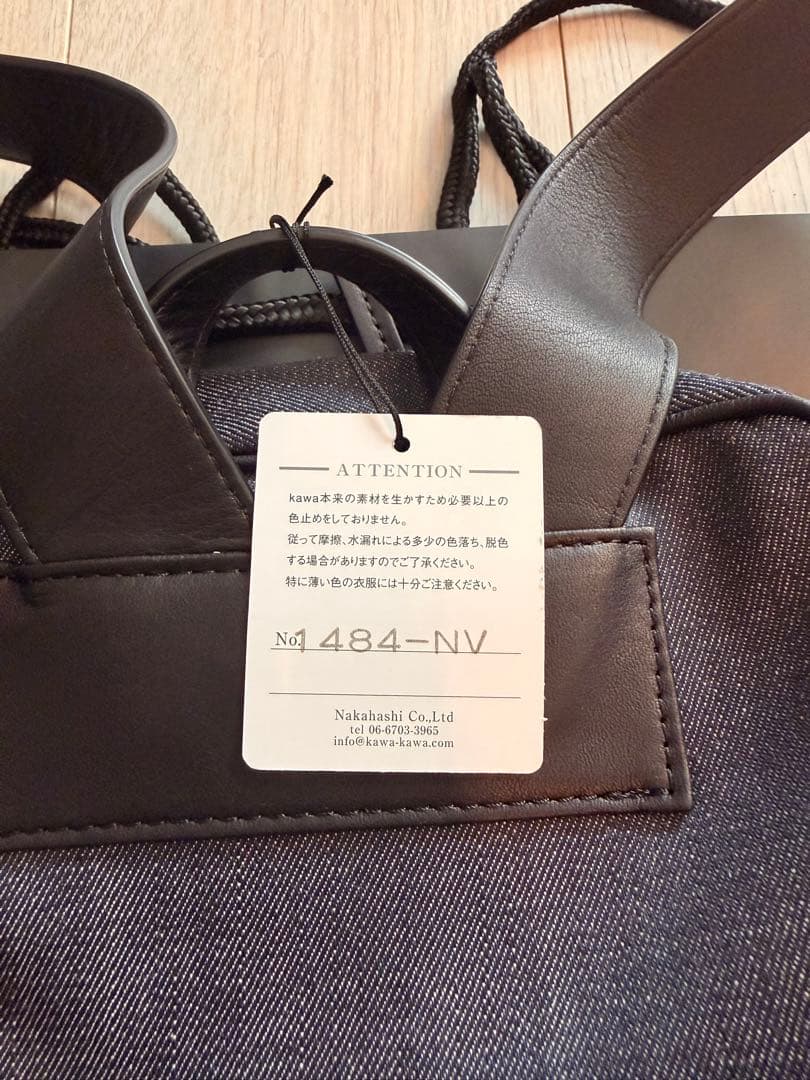 ATTENTION
kawa本来の素材を生かすため必要以上の
色止めをしておりません。
従って摩擦、水漏れによる多少の色落ち、脱色
する場合がありますのでご了承ください。
特に薄い色の衣服には十分ご注意ください。
No.1484-NV
Nakahashi Co.,Ltd
tel 06-6703-3965
info@kawa-kawa.com